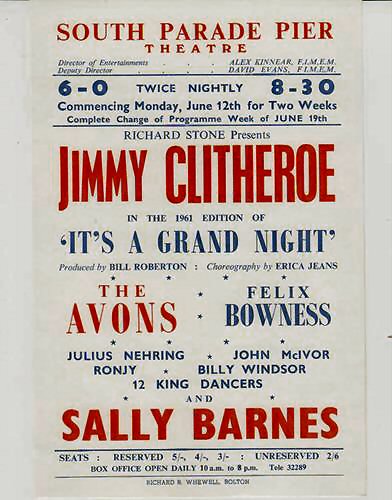 SOUTH PARADE PIER
THEATRE
Director of Entertainments . . . ALEX KINNEAR, F.I.M.E.M.
Deputy Director . . . DAVID EVANS, F.I.M.E.M.
6-0 TWICE NIGHTLY 8-30
Commencing Monday, June 12th for Two Weeks
Complete Change of Programme Week of JUNE 19th
RICHARD STONE Presents
JIMMY CLITHEROE
IN THE 1961 EDITION OF
'IT'S A GRAND NIGHT'
Produced by BILL ROBERTON : Choreography by ERICA JEANS
THE AVONS
FELIX BOWNESS
JULIUS NEHRING ★ JOHN McIVOR
RONJY ★ BILLY WINDSOR
12 KING DANCERS
★ AND ★
SALLY BARNES
SEATS : RESERVED 5/-, 4/-, 3/- : UNRESERVED 2/6
BOX OFFICE OPEN DAILY 10 a.m. to 8 p.m. Tele 32289
RICHARD R. WHEWELL, BOLTON